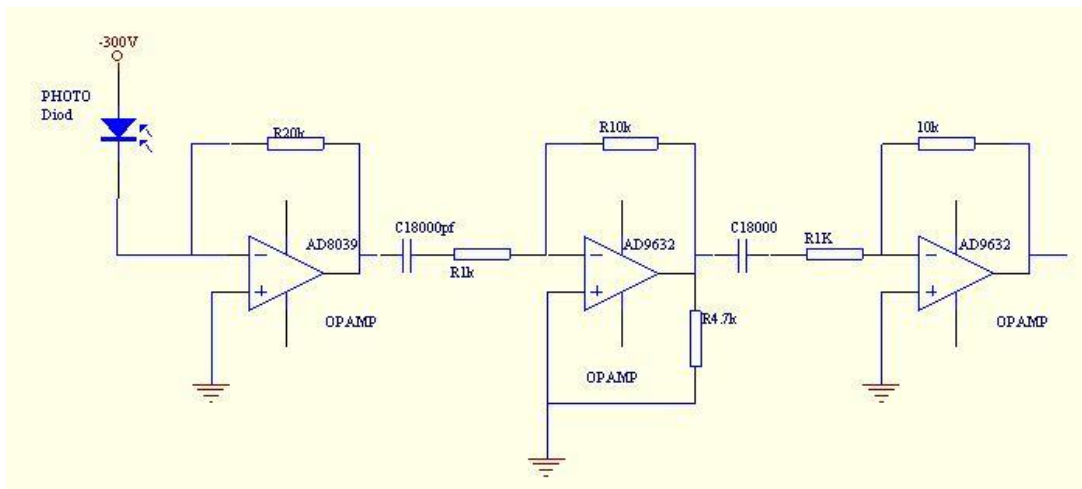 -300V
PHOTO
Diod
R20k
AD8039
OPAMP
C18000pf
R1k
R10k
AD9632
R4.7k
OPAMP
C18000
R1K
10k
AD9632
OPAMP